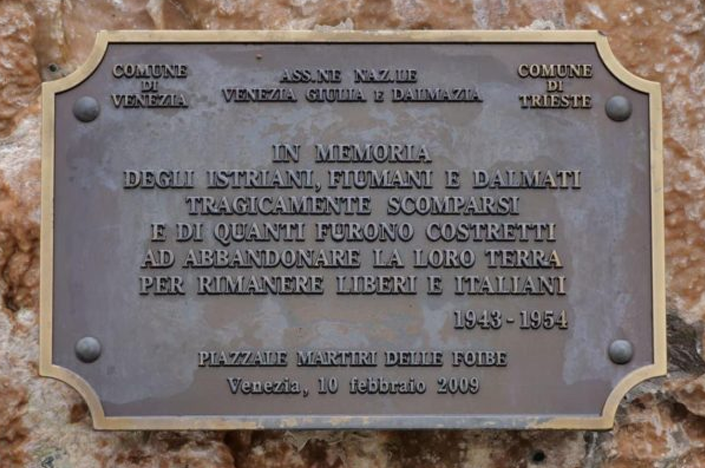 COMUNE
DI
VENEZIA
ASS.NE NAZ.LE
VENEZIA GIULIA E DALMAZIA
COMUNE
DI
TRIESTE
IN MEMORIA
DEGLI ISTRIANI, FIUMANI E DALMATI
TRAGICAMENTE SCOMPARSI
E DI QUANTI FURONO COSTRETTI
AD ABBANDONARE LA LORO TERRA
PER RIMANERE LIBERI E ITALIANI
1943 - 1954
PIAZZALE MARTIRI DELLE FOIBE
Venezia, 10 febbraio 2009